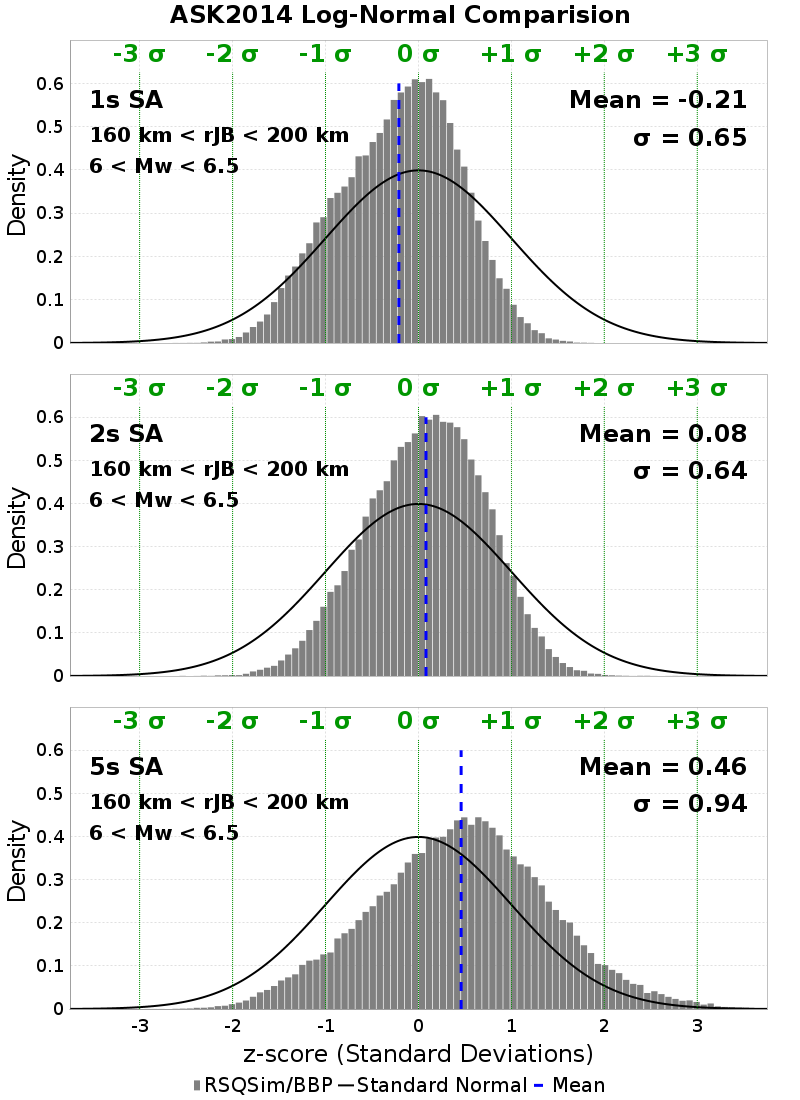 ASK2014 Log-Normal Comparision
-3 σ -2 σ -1 σ 0 σ +1 σ +2 σ +3 σ
1s SA
Mean = -0.21
160 km < rJB < 200 km
σ = 0.65
6 < Mw < 6.5
Density
0.6
0.5
0.4
0.3
0.2
0.1
0
-3 σ -2 σ -1 σ 0 σ +1 σ +2 σ +3 σ
2s SA
Mean = 0.08
160 km < rJB < 200 km
σ = 0.64
6 < Mw < 6.5
Density
0.6
0.5
0.4
0.3
0.2
0.1
0
-3 σ -2 σ -1 σ 0 σ +1 σ +2 σ +3 σ
5s SA
Mean = 0.46
160 km < rJB < 200 km
σ = 0.94
6 < Mw < 6.5
Density
0.6
0.5
0.4
0.3
0.2
0.1
0
-3 -2 -1 0 1 2 3
z-score (Standard Deviations)
RSQSim/BBP Standard Normal Mean